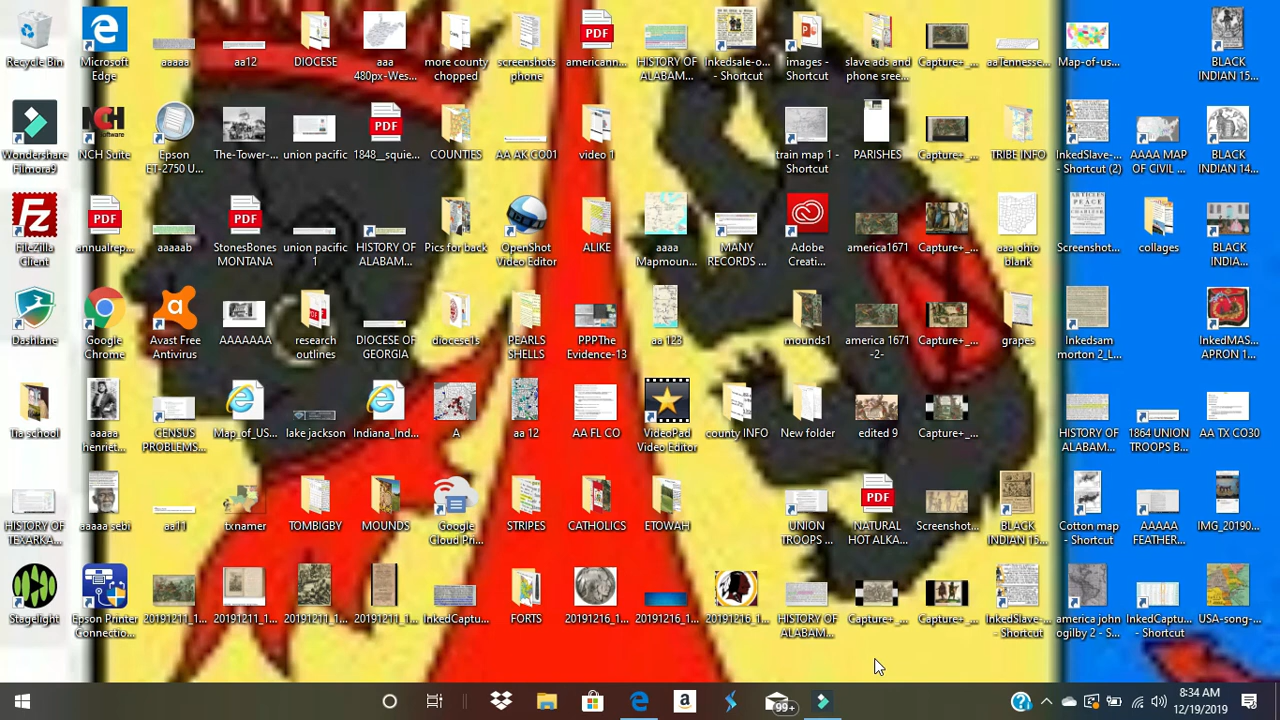 Recycle Bin
Microsoft
Edge
aaaaa
aa12
DIOCESE
aaa
480px-Wes...
more county
chopped
screenshots
phone
PDF
americann...
HISTORY OF
ALABAM...
Inkedsale-o...
- Shortcut
images -
Shortcut
slave ads and
phone sree...
Capture+_...
aaTennesse...
Map-of-us...
BLACK
INDIAN 15...
Wondershare
Filmora9
NCH
Software
NCH Suite
Epson
ET-2750 U...
The-Tower-...
union pacific
PDF
1848__squie...
COUNTIES
AA AK CO01
video 1
train map 1 -
Shortcut
PARISHES
Capture+_...
TRIBE INFO
InkedSlave-...
- Shortcut (2)
AAAA MAP
OF CIVIL ...
BLACK
INDIAN 14...
Fz
FileZilla
Client
PDF
annualrep...
aaaaab
PDF
StonesBones
MONTANA
union pacific
1
HISTORY OF
ALABAM...
Pics for back
OpenShot
Video Editor
ALIKE
aaaa
Mapmoun...
MANY
RECORDS ...
Adobe
Creati...
america1671
Capture+_...
aaa ohio
blank
ARTICLES
PEACE
Screenshot...
collages
BLACK
INDIA...
Dashlane
Google
Chrome
Avast Free
Antivirus
AAAAAAA
research
outlines
DIOCESE OF
GEORGIA
diocese1s
PEARLS
SHELLS
PPPThe
Evidence-13
aa 123
mounds1
america 1671
-2-
Capture+_...
grapes
Inkedsam
morton 2_L...
InkedMAS...
APRON 1...
Tia school
aaaaa
henriet...
CENSUS
PROBLEMS...
Map_of_US...
lake jackson
Indiana_Ind...
A
aa 12
AA FL CO
VideoPad
Video Editor
county INFO
New folder
edited 9
Capture+_...
HISTORY OF
ALABAM...
1864 UNION
TROOPS B...
AA TX CO30
HISTORY OF
TEXARKA...
aaaaa sebi
aa11
txnamer
TOMBIGBY
MOUNDS
Google
Cloud Pri...
STRIPES
CATHOLICS
ETOWAH
UNION
TROOPS ...
PDF
NATURAL
HOT ALKA...
Screenshot...
BLACK
INDIAN 15...
Cotton map
- Shortcut
AAAAA
FEATHER...
IMG_20190...
Stagelight
Epson Printer
Connectio...
20191211_1...
20191211_1...
20191211_1...
20191211_1...
InkedCaptu...
FORTS
20191216_1...
20191216_1...
20191216_1...
HISTORY OF
ALABAM...
Capture+_...
Capture+_...
InkedSlave-...
- Shortcut
america john
ogilby 2 - S...
InkedCaptu...
- Shortcut
USA-song-...
99+
8:34 AM
12/19/2019